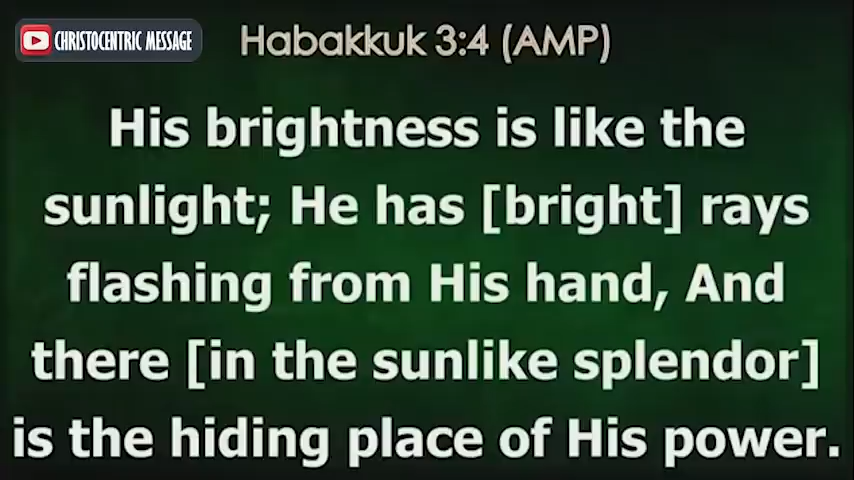 CHRISTOCENTRIC MESSAGE
Habakkuk 3:4 (AMP)
His brightness is like the
sunlight; He has [bright] rays
flashing from His hand, And
there [in the sunlike splendor]
is the hiding place of His power.